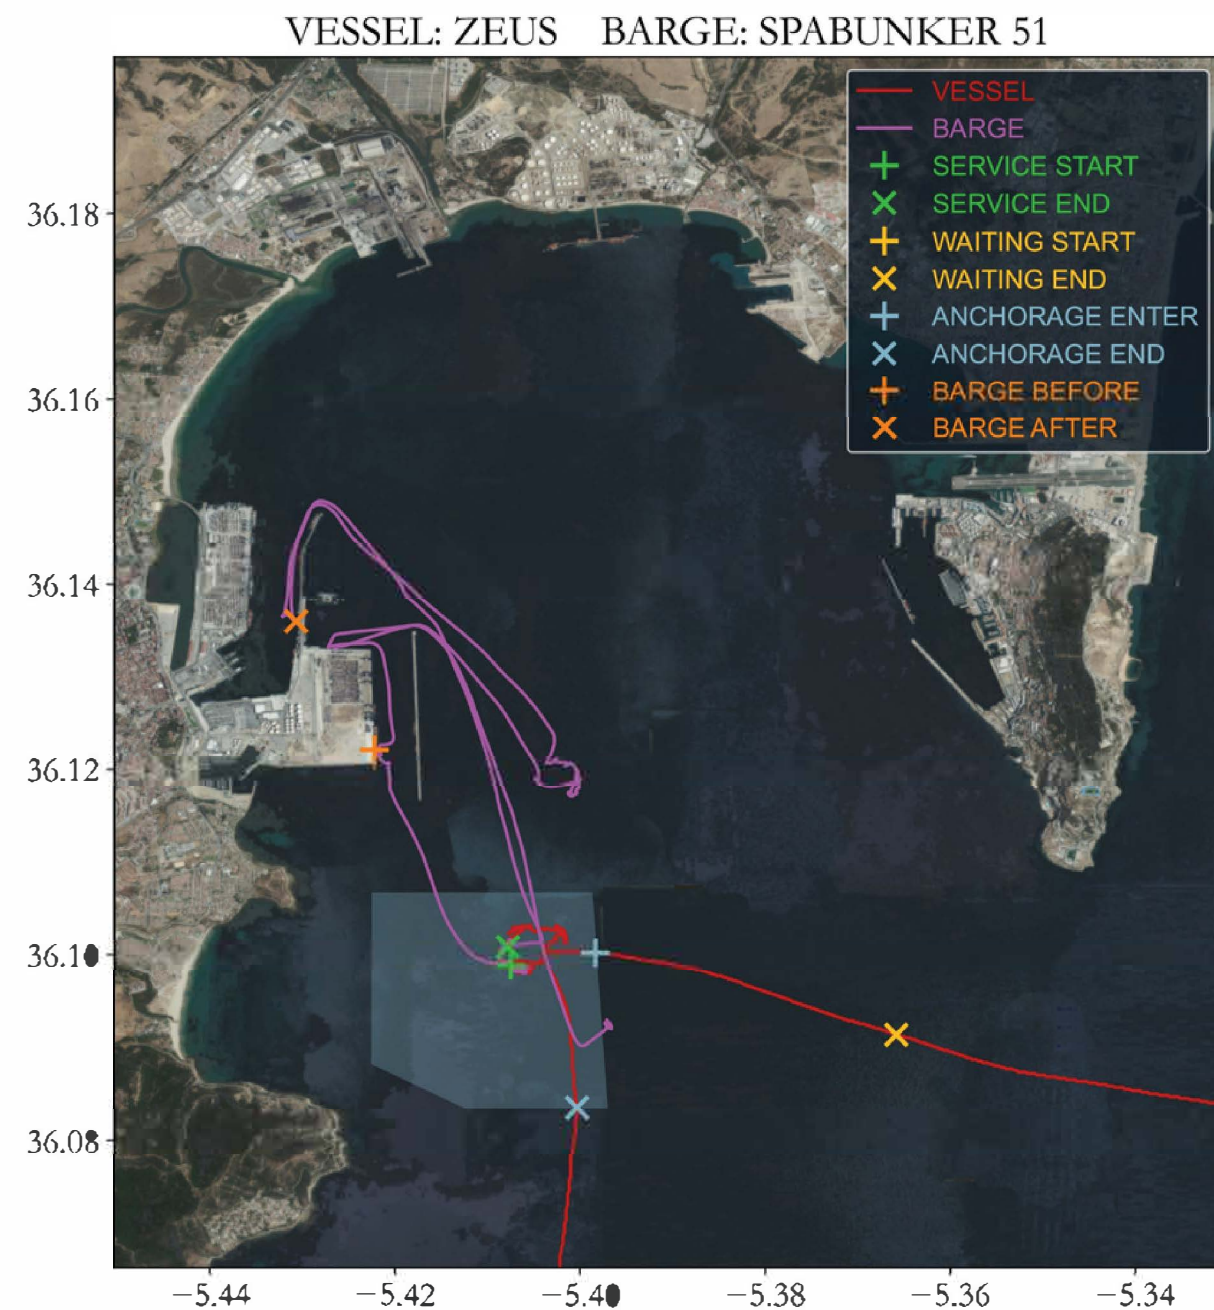 VESSEL: ZEUS BARGE: SPABUNKER 51
VESSEL
BARGE
SERVICE START
SERVICE END
WAITING START
WAITING END
ANCHORAGE ENTER
ANCHORAGE END
BARGE BEFORE
BARGE AFTER
36.18
36.16
36.14
36.12
36.10
36.08
−5.44 −5.42 −5.40 −5.38 −5.36 −5.34